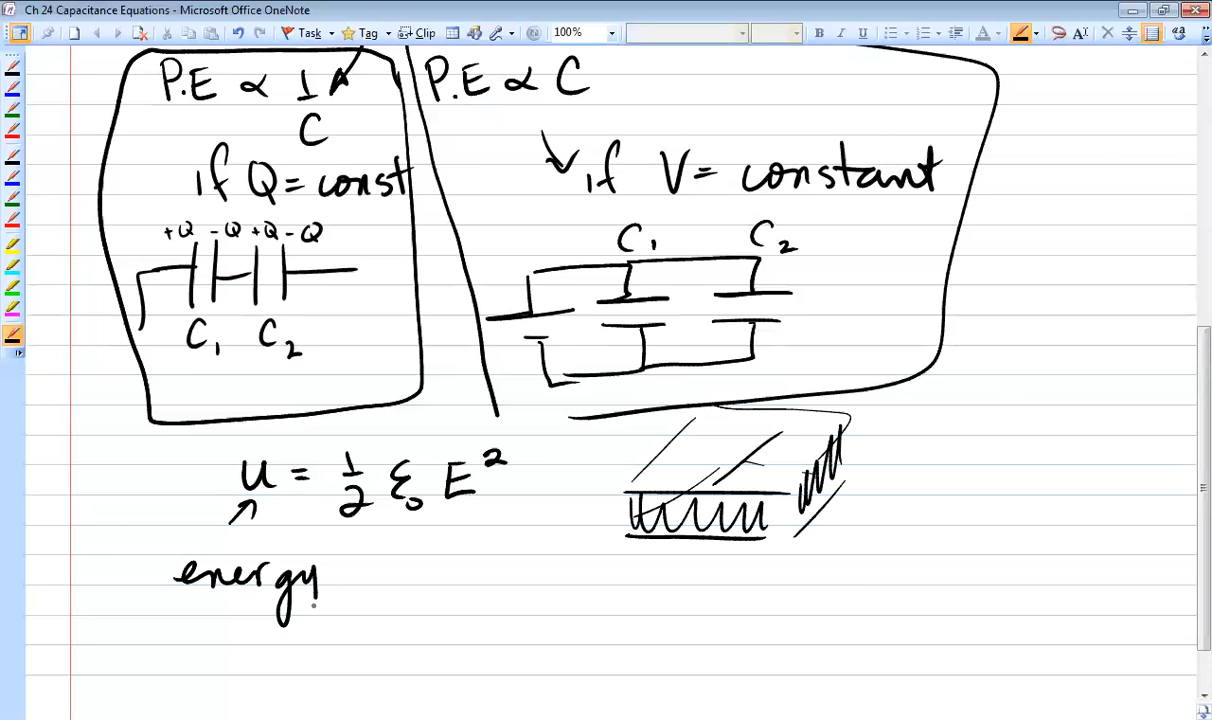 Ch 24 Capacitance Equations - Microsoft Office OneNote
Task Tag Clip 100% B I U A
P.E ∝ 1/C
if Q = const
+Q -Q +Q -Q
C1 C2
P.E ∝ C
if V = constant
C1 C2
u = 1/2 ε0 E²
energy